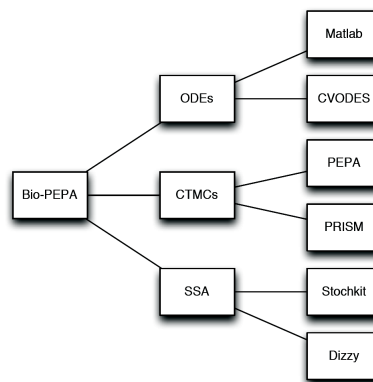 Matlab
ODEs
CVODES
PEPA
Bio-PEPA
CTMCs
PRISM
SSA
Stochkit
Dizzy